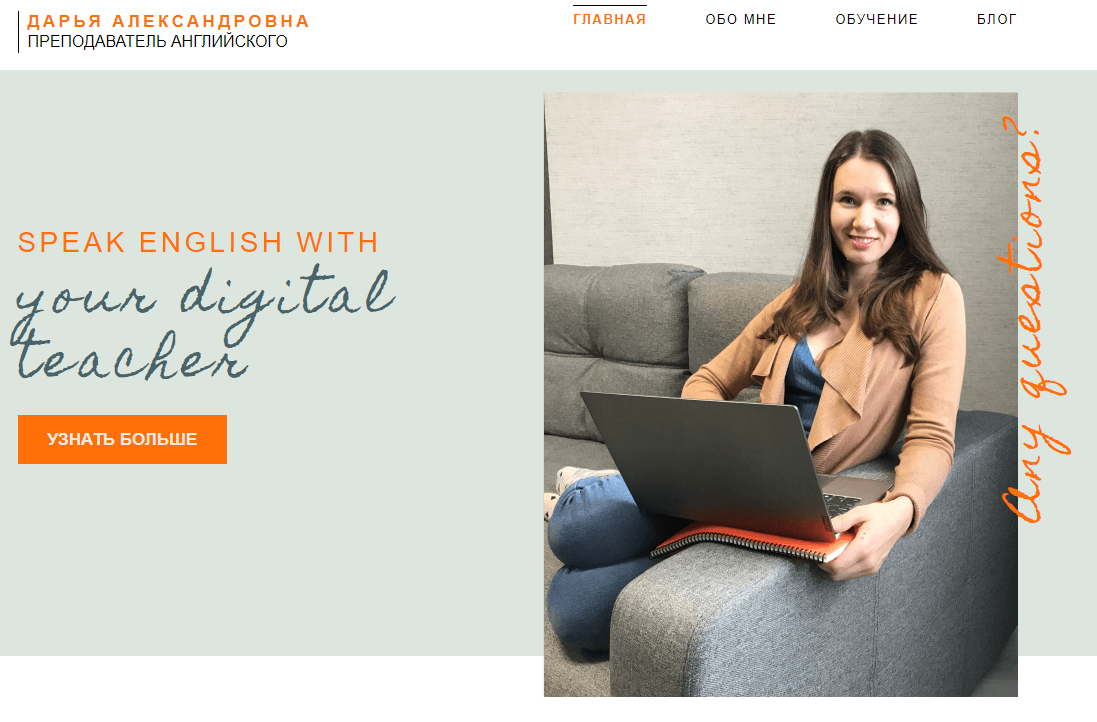 ДАРЬЯ АЛЕКСАНДРОВНА
ПРЕПОДАВАТЕЛЬ АНГЛИЙСКОГО
ГЛАВНАЯ
ОБО МНЕ
ОБУЧЕНИЕ
БЛОГ
SPEAK ENGLISH WITH
your digital
teacher
УЗНАТЬ БОЛЬШЕ
Any questions?